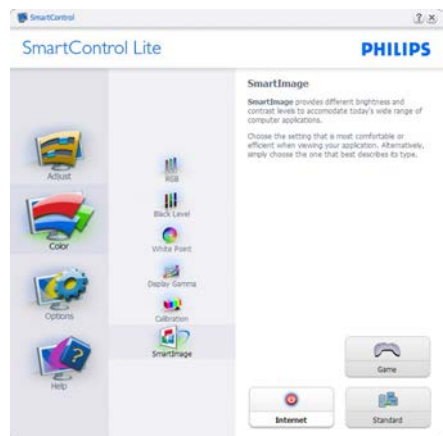 SmartControl
? ×
SmartControl Lite
PHILIPS
Adjust
Color
Options
Help
RGB
Black Level
White Point
Display Gamma
Calibration
SmartImage
SmartImage
SmartImage provides different brightness and
contrast levels to accomodate today's wide range of
computer applications.
Choose the setting that is most comfortable or
efficient when viewing your application. Alternatively,
simply choose the one that best describes its type.
Game
Internet
Standard